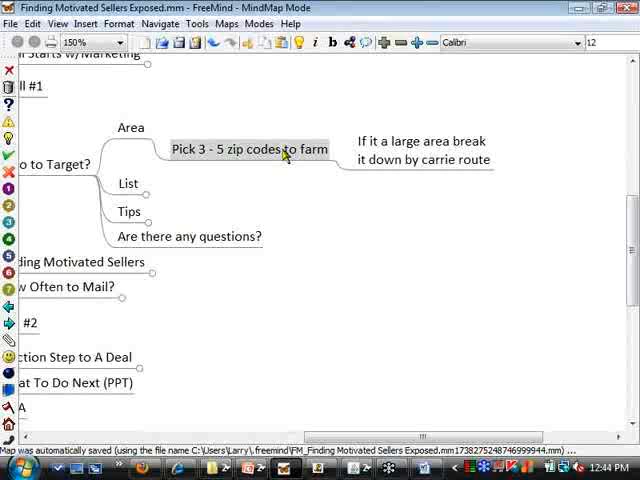 Finding Motivated Sellers Exposed.mm - FreeMind - MindMap Mode
File Edit View Insert Format Navigate Tools Maps Modes Help
150% Calibri 12
ll Starts w/Marketing
ll #1
Area
Pick 3 - 5 zip codes to farm
If it a large area break
it down by carrie route
o to Target?
List
Tips
Are there any questions?
ding Motivated Sellers
w Often to Mail?
#2
ction Step to A Deal
at To Do Next (PPT)
A
Map was automatically saved (using the file name C:\Users\Larry\.freemind\FM_Finding Motivated Sellers Exposed.mm1738275248746999944.mm) ...
12:44 PM